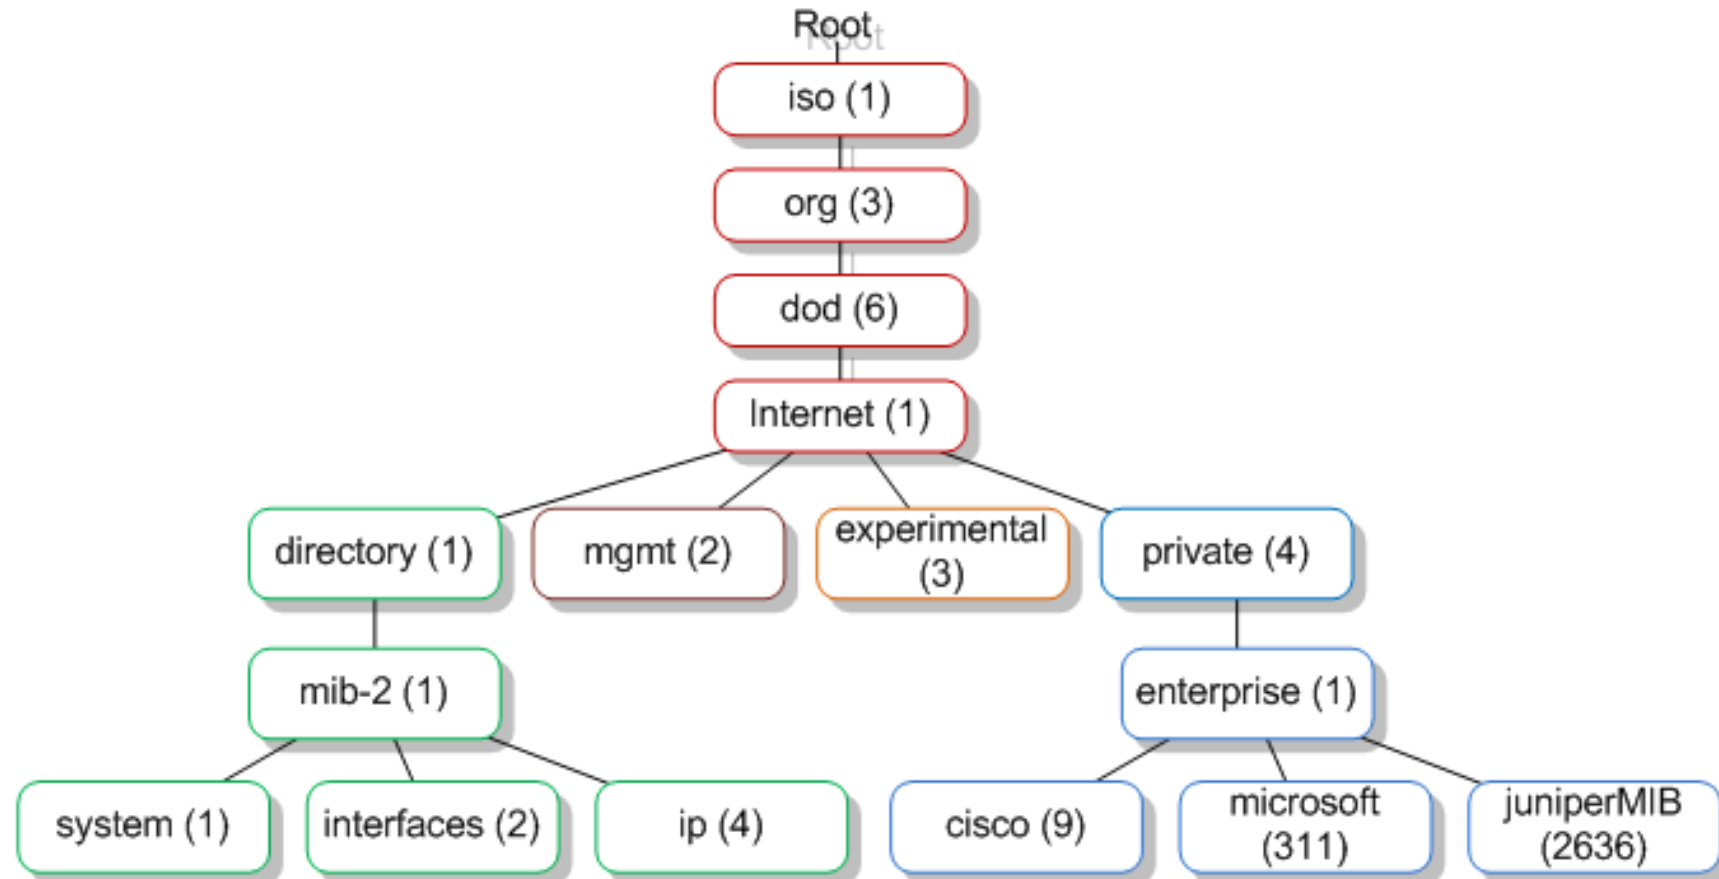 Root
iso (1)
org (3)
dod (6)
Internet (1)
directory (1)
mgmt (2)
experimental
(3)
private (4)
mib-2 (1)
enterprise (1)
system (1)
interfaces (2)
ip (4)
cisco (9)
microsoft
(311)
juniperMIB
(2636)